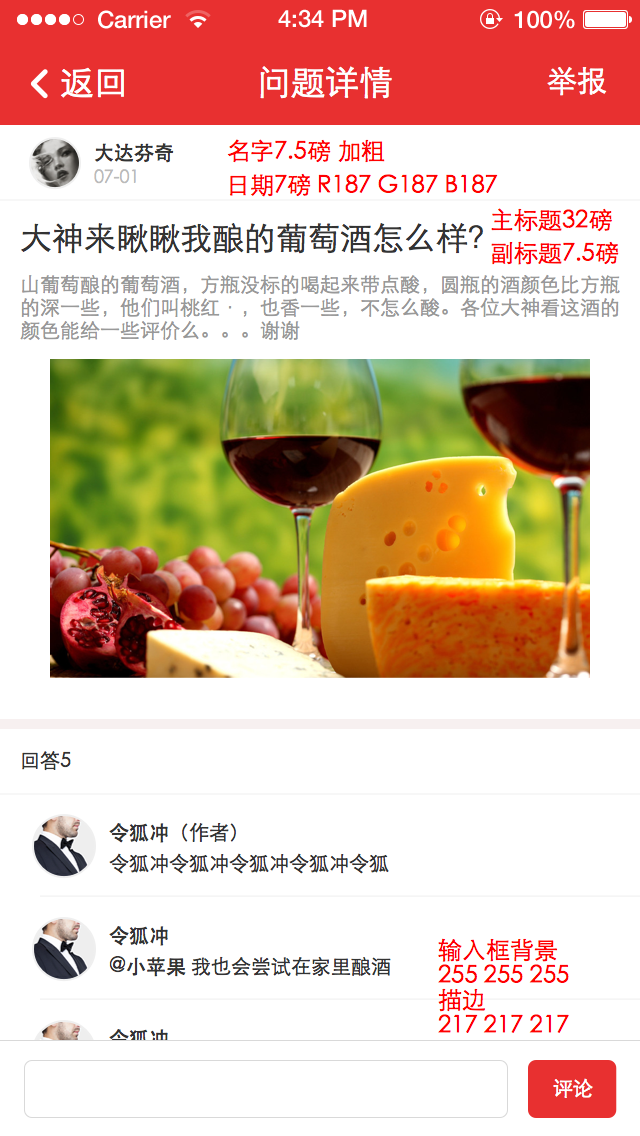 Carrier 4:34 PM 100%
返回 问题详情 举报
大达芬奇
07-01
名字7.5磅 加粗
日期7磅 R187 G187 B187
大神来瞅瞅我酿的葡萄酒怎么样?
主标题32磅
副标题7.5磅
山葡萄酿的葡萄酒，方瓶没标的喝起来带点酸，圆瓶的酒颜色比方瓶
的深一些，他们叫桃红·，也香一些，不怎么酸。各位大神看这酒的
颜色能给一些评价么。。。谢谢
回答5
令狐冲（作者）
令狐冲令狐冲令狐冲令狐冲令狐
令狐冲
@小苹果 我也会尝试在家里酿酒
输入框背景
255 255 255
描边
217 217 217
令狐冲
评论